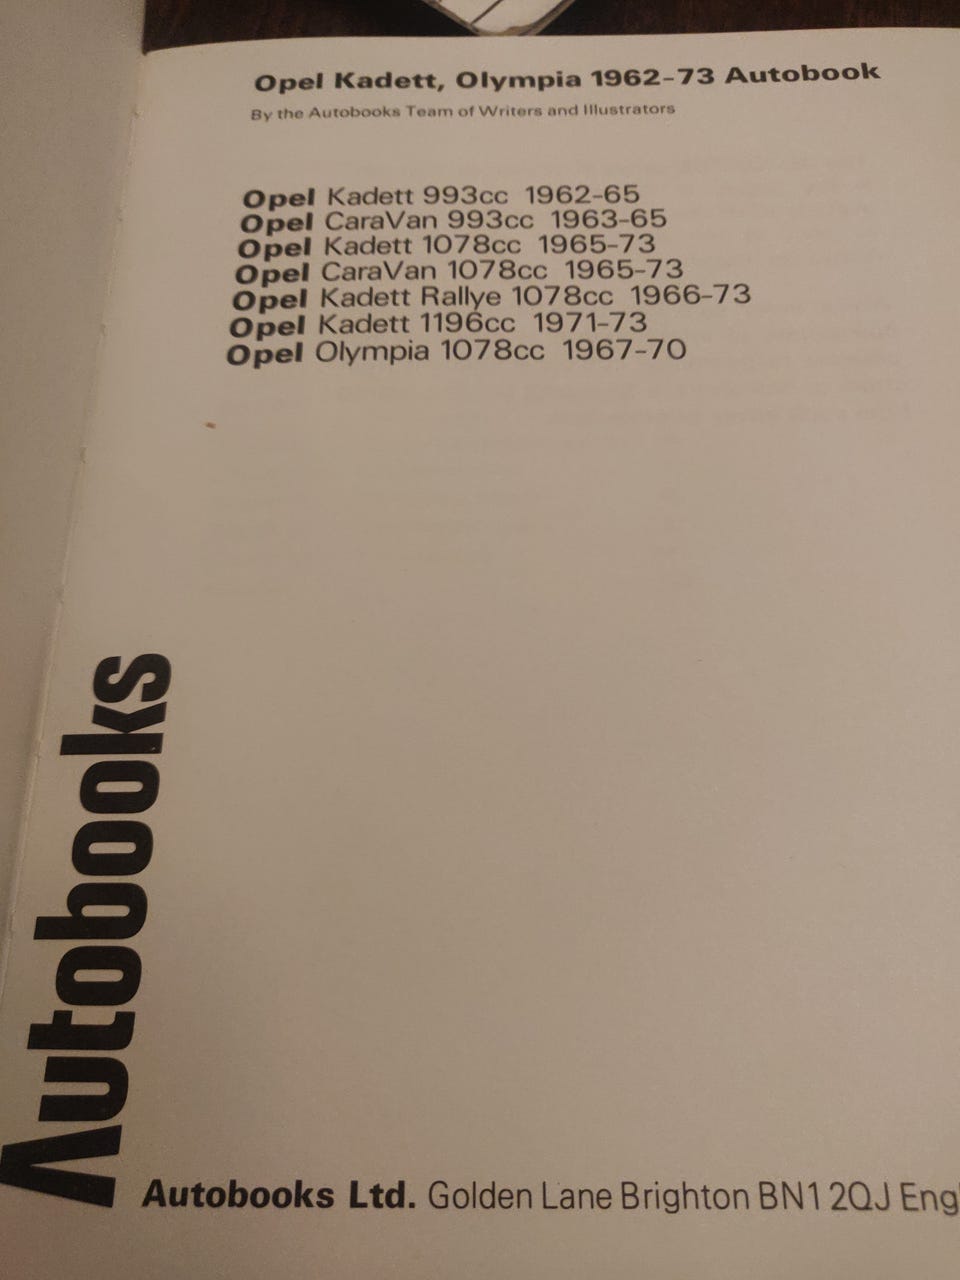 Opel Kadett, Olympia 1962-73 Autobook
By the Autobooks Team of Writers and Illustrators
Opel Kadett 993cc 1962-65
Opel CaraVan 993cc 1963-65
Opel Kadett 1078cc 1965-73
Opel CaraVan 1078cc 1965-73
Opel Kadett Rallye 1078cc 1966-73
Opel Kadett 1196cc 1971-73
Opel Olympia 1078cc 1967-70
Autobooks
Autobooks Ltd. Golden Lane Brighton BN1 2QJ Eng